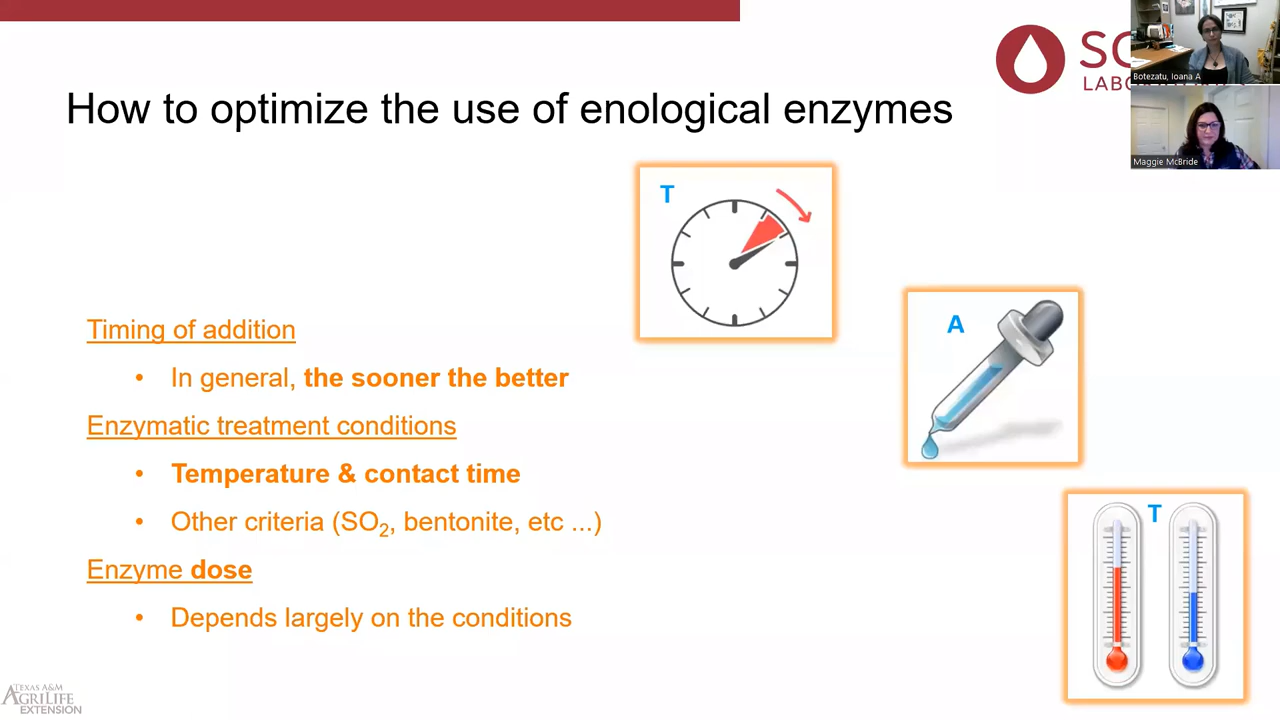 Botezatu, Ioana A
Maggie McBride
How to optimize the use of enological enzymes
T
A
T
Timing of addition
• In general, the sooner the better
Enzymatic treatment conditions
• Temperature & contact time
• Other criteria (SO₂, bentonite, etc ...)
Enzyme dose
• Depends largely on the conditions
TEXAS A&M
AGRILIFE
EXTENSION